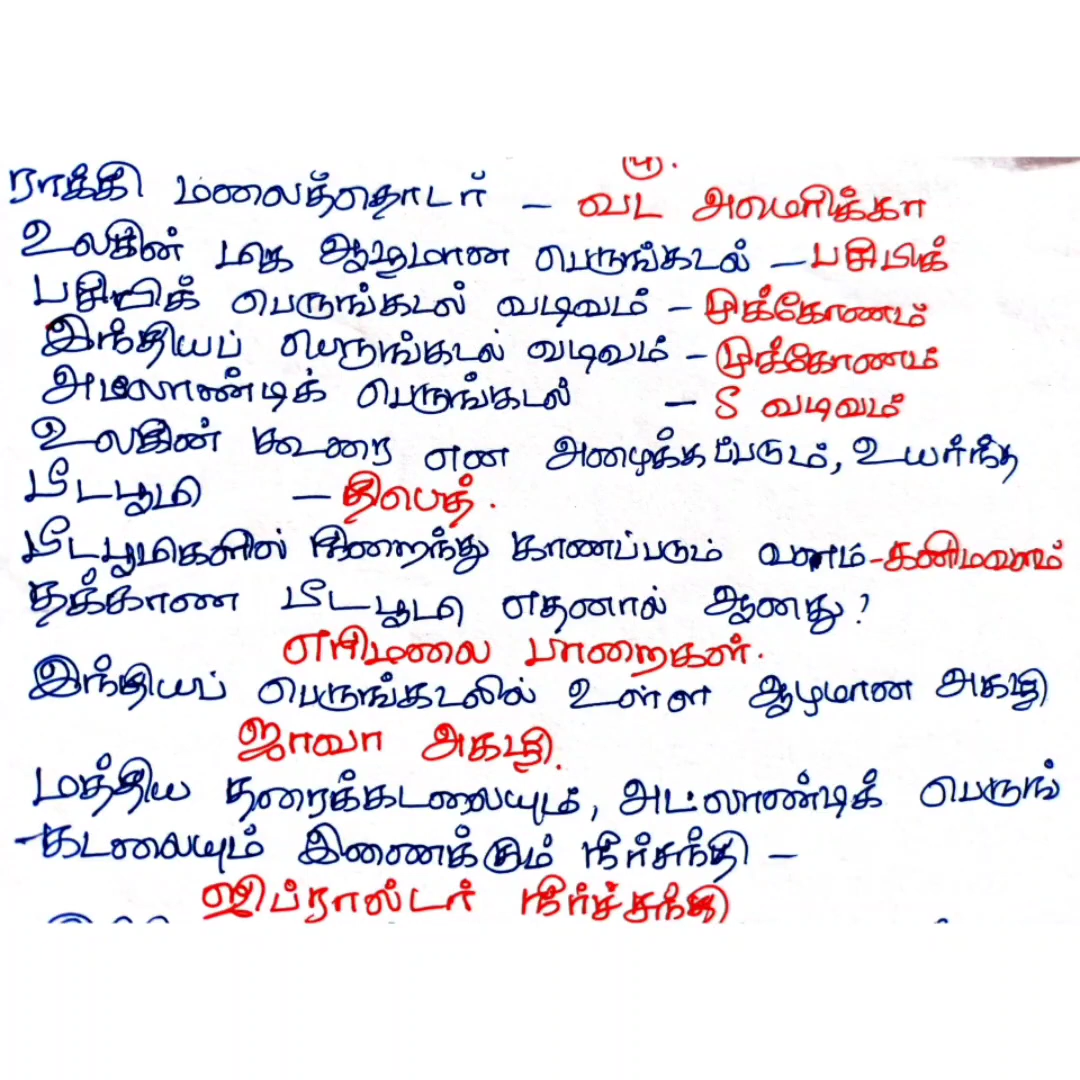 ராக்கி மலைத்தொடர் - வட அமெரிக்கா
உலகின் மிக ஆழமான பெருங்கடல் - பசிபிக்
பசிபிக் பெருங்கடல் வடிவம் - முக்கோணம்
இந்தியப் பெருங்கடல் வடிவம் - முக்கோணம்
அட்லாண்டிக் பெருங்கடல் - S வடிவம்
உலகின் கூரை என அழைக்கப்படும், உயர்ந்த
பீடபூமி - திபெத்.
பீடபூமிகளில் நிறைந்து காணப்படும் வளம் - கனிமவளம்
தக்காண பீடபூமி எதனால் ஆனது?
எரிமலை பாறைகள்.
இந்தியப் பெருங்கடலில் உள்ள ஆழமான அகழி
ஜாவா அகழி.
மத்திய தரைக்கடலையும், அட்லாண்டிக் பெருங்
-கடலையும் இணைக்கும் நீர்சந்தி -
ஜிப்ரால்டர் நீர்ச்சந்தி